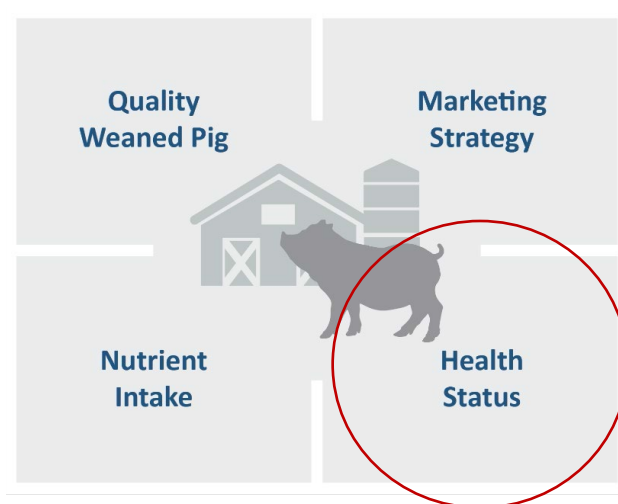 Quality
Weaned Pig
Marketing
Strategy
Nutrient
Intake
Health
Status